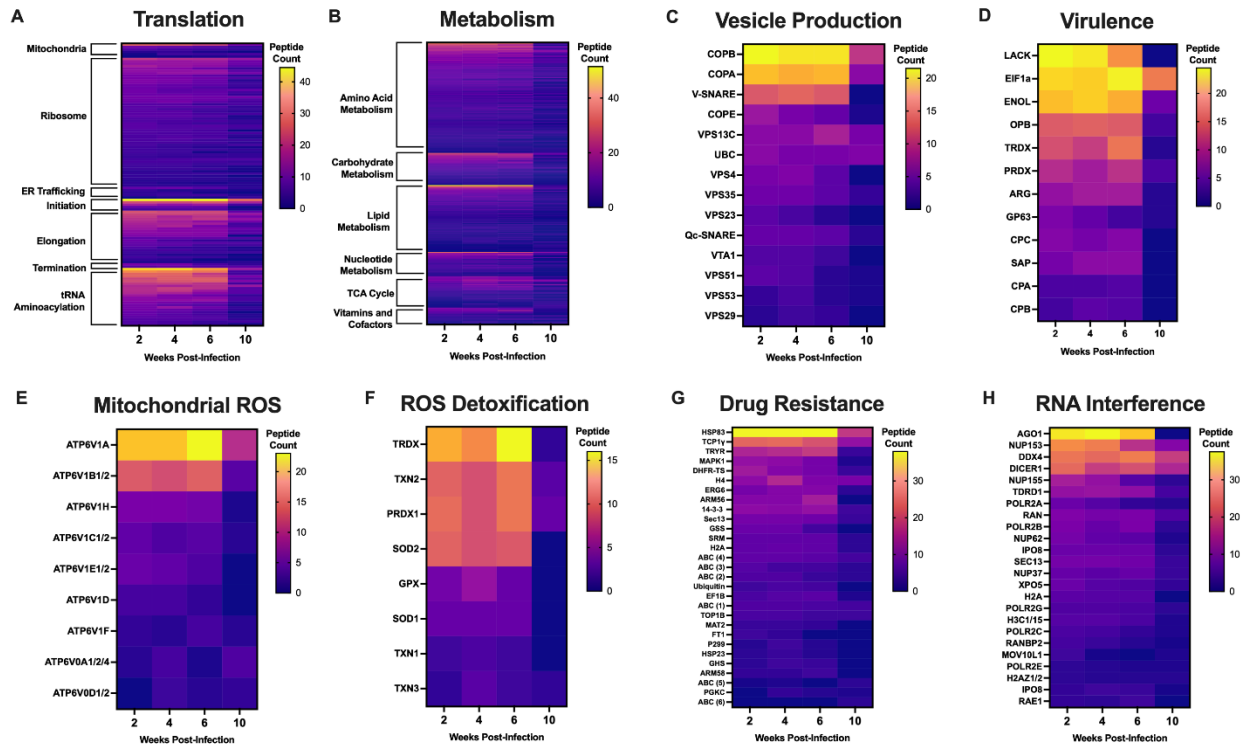 A
Translation
Mitochondria
Ribosome
ER Trafficking
Initiation
Elongation
Termination
tRNA
Aminoacylation
Peptide
Count
40
30
20
10
0
2 4 6 10
Weeks Post-Infection
B
Metabolism
Amino Acid
Metabolism
Carbohydrate
Metabolism
Lipid
Metabolism
Nucleotide
Metabolism
TCA Cycle
Vitamins and
Cofactors
Peptide
Count
40
20
0
2 4 6 10
Weeks Post-Infection
C
Vesicle Production
COPB
COPA
V-SNARE
COPE
VPS13C
UBC
VPS4
VPS35
VPS23
Qc-SNARE
VTA1
VPS51
VPS53
VPS29
Peptide
Count
20
15
10
5
0
2 4 6 10
Weeks Post-Infection
D
Virulence
LACK
EIF1a
ENOL
OPB
TRDX
PRDX
ARG
GP63
CPC
SAP
CPA
CPB
Peptide
Count
20
10
0
2 4 6 10
Weeks Post-Infection
E
Mitochondrial ROS
ATP6V1A
ATP6V1B1/2
ATP6V1H
ATP6V1C1/2
ATP6V1E1/2
ATP6V1D
ATP6V1F
ATP6V0A1/2/4
ATP6V0D1/2
Peptide
Count
20
15
10
5
0
2 4 6 10
Weeks Post-Infection
F
ROS Detoxification
TRDX
TXN2
PRDX1
SOD2
GPX
SOD1
TXN1
TXN3
Peptide
Count
15
10
5
0
2 4 6 10
Weeks Post-Infection
G
Drug Resistance
HSP83
TCP1γ
TRYR
MAPK1
DHFR-TS
H4
ERG6
ARM56
14-3-3
Sec13
GSS
SRM
H2A
ABC (4)
ABC (3)
ABC (2)
Ubiquitin
EF1B
ABC (1)
TOP1B
MAT2
FT1
P299
HSP23
GHS
ARM58
ABC (5)
PGKC
ABC (6)
Peptide
Count
30
20
10
0
2 4 6 10
Weeks Post-Infection
H
RNA Interference
AGO1
NUP153
DDX4
DICER1
NUP155
TDRD1
POLR2A
RAN
POLR2B
NUP62
IPO8
SEC13
NUP37
XPO5
H2A
POLR2G
H3C1/15
POLR2C
RANBP2
MOV10L1
POLR2E
H2AZ1/2
IPO8
RAE1
Peptide
Count
30
20
10
0
2 4 6 10
Weeks Post-Infection